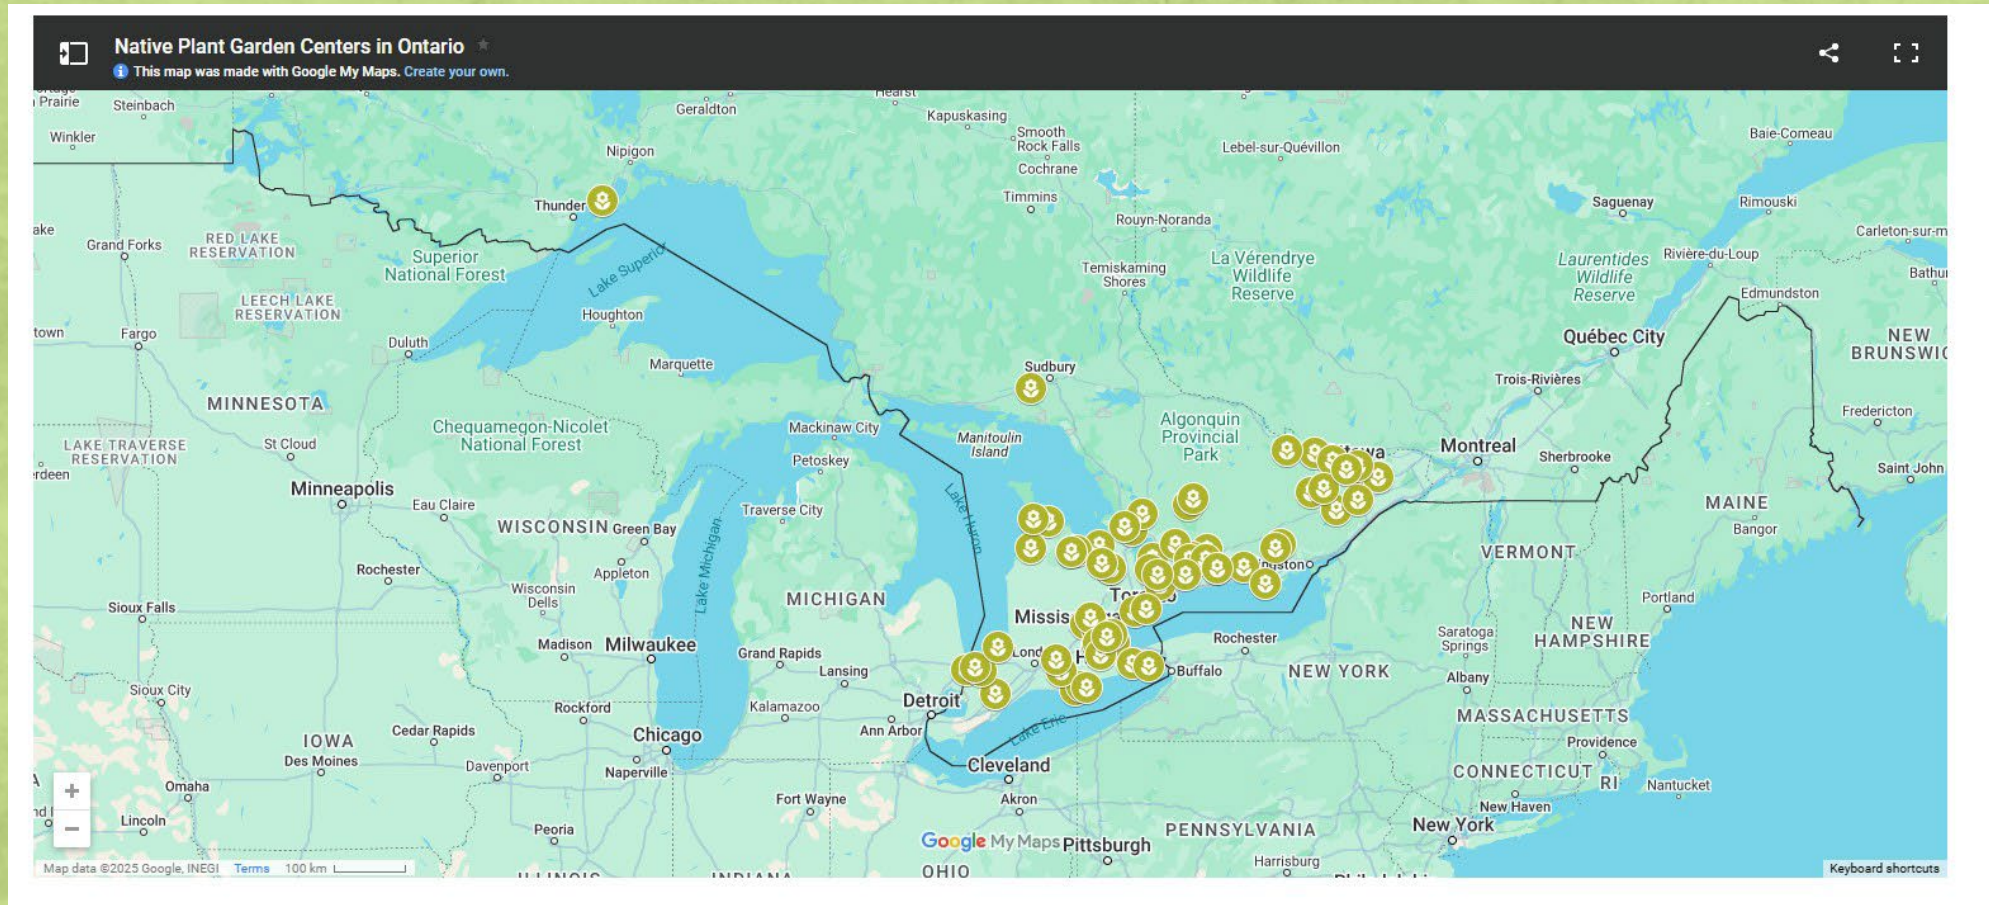 Native Plant Garden Centers in Ontario
This map was made with Google My Maps. Create your own.
Prairie
Steinbach
Geraldton
Hearst
Kapuskasing
Winkler
Smooth
Rock Falls
Baie-Comeau
Nipigon
Lebel-sur-Quévillon
Cochrane
Thunder
Timmins
Saguenay
Rimouski
Rouyn-Noranda
Carleton-sur-m
Grand Forks
RED LAKE
RESERVATION
Superior
National Forest
Lake Superior
Temiskaming
Shores
La Vérendrye
Wildlife
Reserve
Laurentides
Wildlife
Reserve
Rivière-du-Loup
Edmundston
LEECH LAKE
RESERVATION
Houghton
town
Fargo
Duluth
Québec City
NEW
BRUNSWIC
Marquette
Sudbury
Trois-Rivières
MINNESOTA
Chequamegon-Nicolet
National Forest
Mackinaw City
Manitoulin
Island
Algonquin
Provincial
Park
Fredericton
LAKE TRAVERSE
RESERVATION
St Cloud
Petoskey
Montreal
Sherbrooke
Saint John
Minneapolis
Eau Claire
WISCONSIN
Green Bay
Traverse City
Lake Huron
MAINE
Bangor
Lake Michigan
VERMONT
Rochester
Appleton
Wisconsin
Dells
MICHIGAN
Sioux Falls
Portland
Madison
Milwaukee
Grand Rapids
Lansing
Rochester
Saratoga
Springs
NEW
HAMPSHIRE
Buffalo
NEW YORK
Albany
Sioux City
Rockford
Kalamazoo
Detroit
Ann Arbor
Lake Erie
MASSACHUSETTS
IOWA
Des Moines
Cedar Rapids
Chicago
Providence
Davenport
Naperville
Cleveland
CONNECTICUT
RI
Nantucket
Omaha
Fort Wayne
Akron
New Haven
Lincoln
Peoria
Google My Maps
Pittsburgh
PENNSYLVANIA
New York
Harrisburg
OHIO
Map data ©2025 Google, INEGI Terms 100 km
ILLINOIS
INDIANA
Keyboard shortcuts